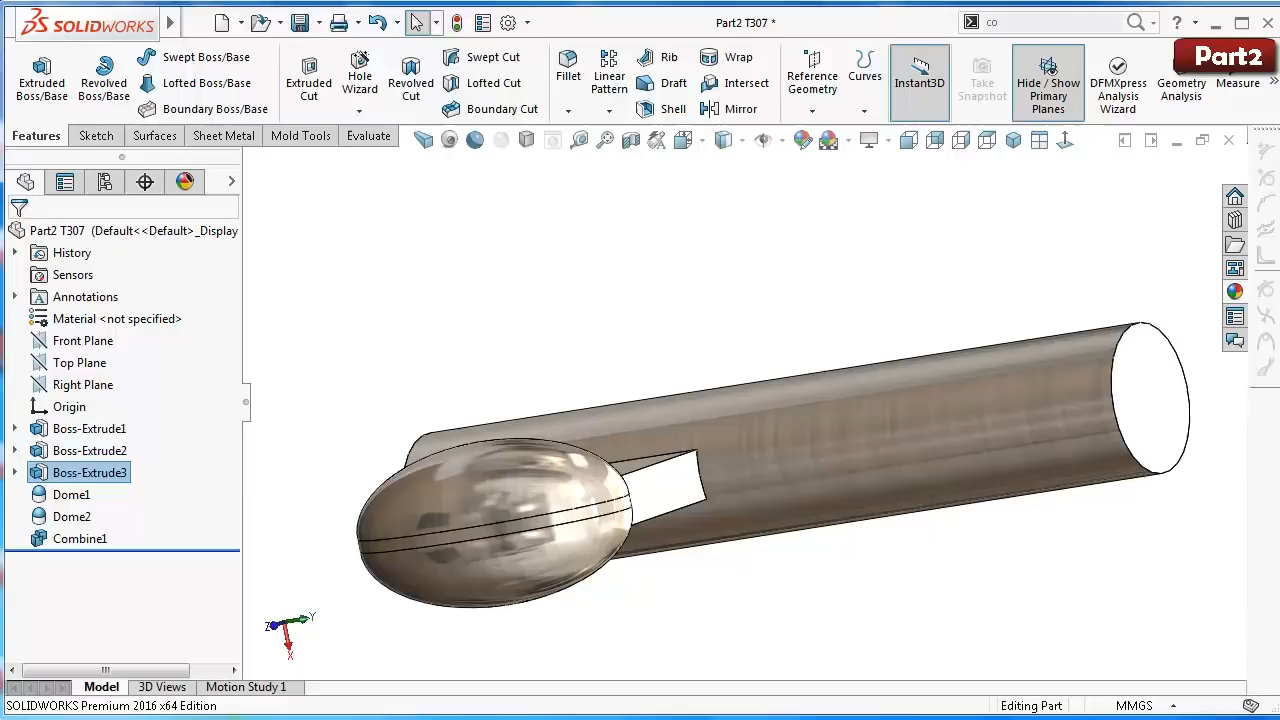 SOLIDWORKS
Part2 T307 *
co
?
Part2
Extruded Boss/Base
Revolved Boss/Base
Swept Boss/Base
Lofted Boss/Base
Boundary Boss/Base
Extruded Cut
Hole Wizard
Revolved Cut
Swept Cut
Lofted Cut
Boundary Cut
Fillet
Linear Pattern
Rib
Draft
Shell
Wrap
Intersect
Mirror
Reference Geometry
Curves
Instant3D
Take Snapshot
Hide / Show Primary Planes
DFMXpress Analysis Wizard
Geometry Analysis
Measure
Features
Sketch
Surfaces
Sheet Metal
Mold Tools
Evaluate
Part2 T307 (Default<<Default>_Display
History
Sensors
Annotations
Material <not specified>
Front Plane
Top Plane
Right Plane
Origin
Boss-Extrude1
Boss-Extrude2
Boss-Extrude3
Dome1
Dome2
Combine1
Y
Z
X
Model
3D Views
Motion Study 1
SOLIDWORKS Premium 2016 x64 Edition
Editing Part
MMGS